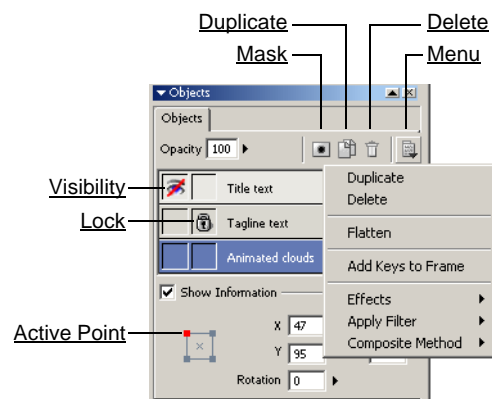 Duplicate
Delete
Mask
Menu
Objects
Objects
Opacity 100
Visibility
Title text
Duplicate
Delete
Lock
Tagline text
Flatten
Animated clouds
Add Keys to Frame
Show Information
Effects
Active Point
X 47
Apply Filter
Y 95
Composite Method
Rotation 0